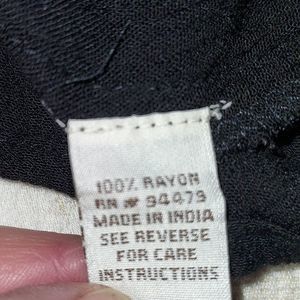 100% RAYON
RN # 94479
MADE IN INDIA
SEE REVERSE
FOR CARE
INSTRUCTIONS